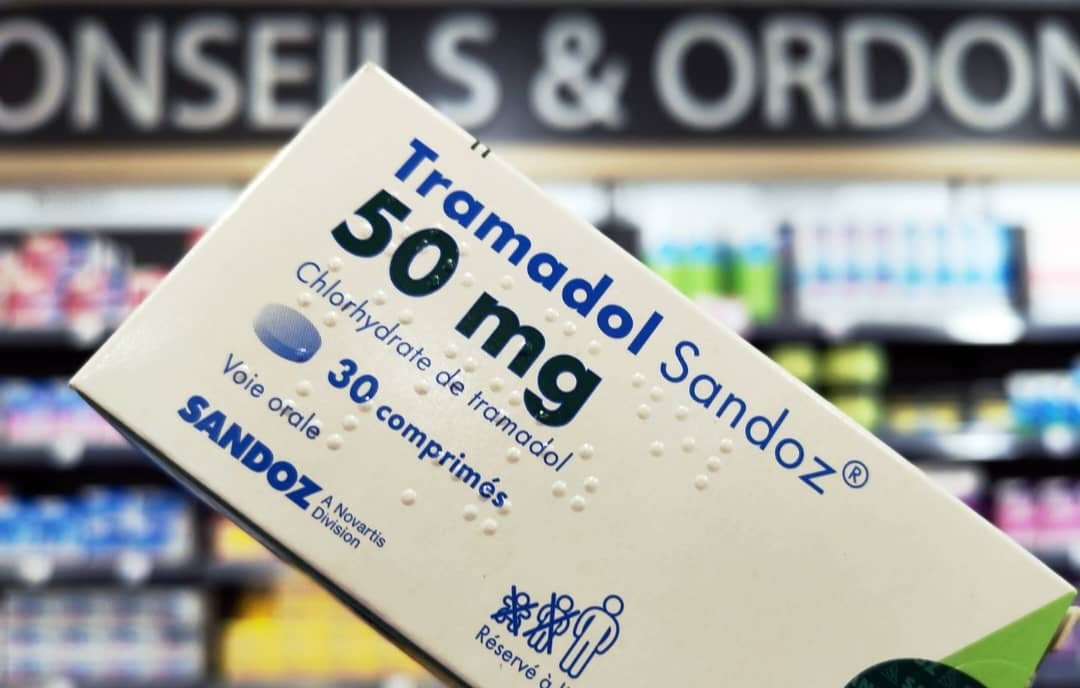 ONSEILS & ORDON
Tramadol Sandoz®
50 mg
Chlorhydrate de tramadol
30 comprimés
Voie orale
SANDOZ A Novartis
Division
Réservé à l'